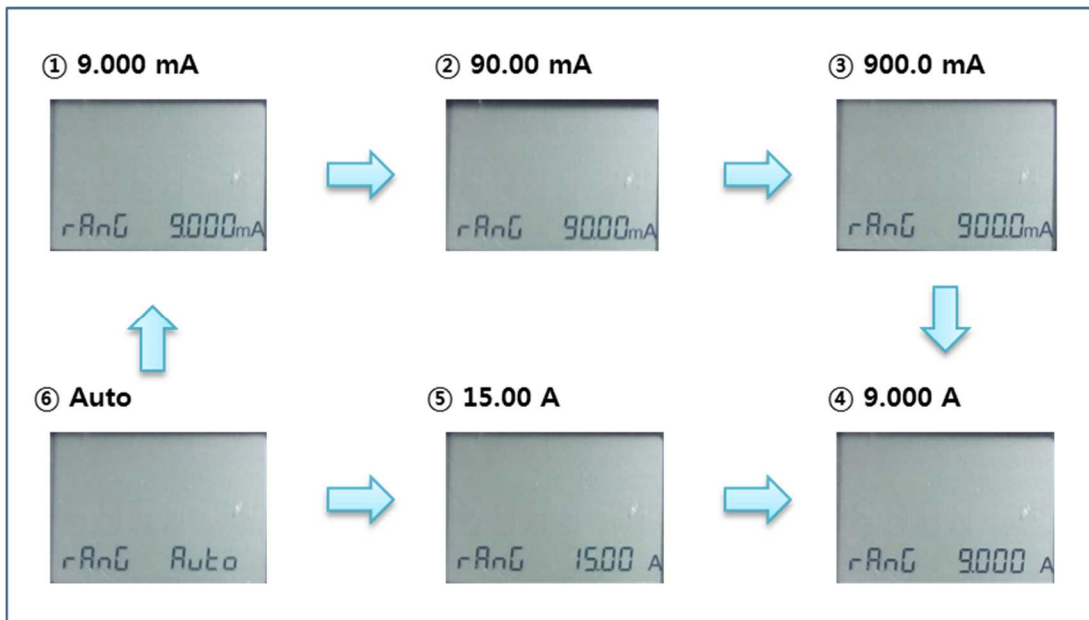 ① 9.000 mA
② 90.00 mA
③ 900.0 mA
rAnG 9.000mA
rAnG 90.00mA
rAnG 900.0mA
⑥ Auto
⑤ 15.00 A
④ 9.000 A
rAnG Auto
rAnG 15.00 A
rAnG 9.000 A